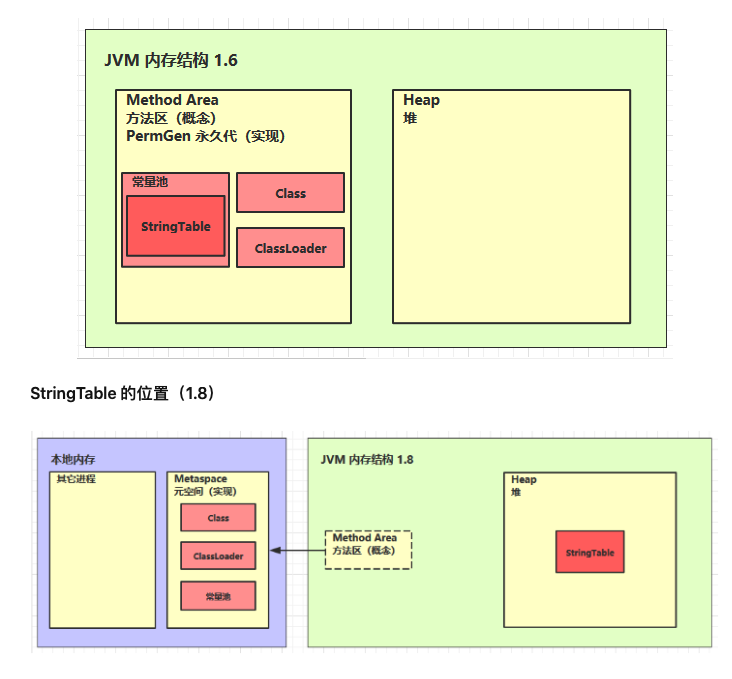 JVM 内存结构 1.6
Method Area
方法区（概念）
PermGen 永久代（实现）
常量池
StringTable
Class
ClassLoader
Heap
堆
StringTable 的位置（1.8）
本地内存
其它进程
Metaspace
元空间（实现）
Class
ClassLoader
常量池
JVM 内存结构 1.8
Method Area
方法区（概念）
Heap
堆
StringTable